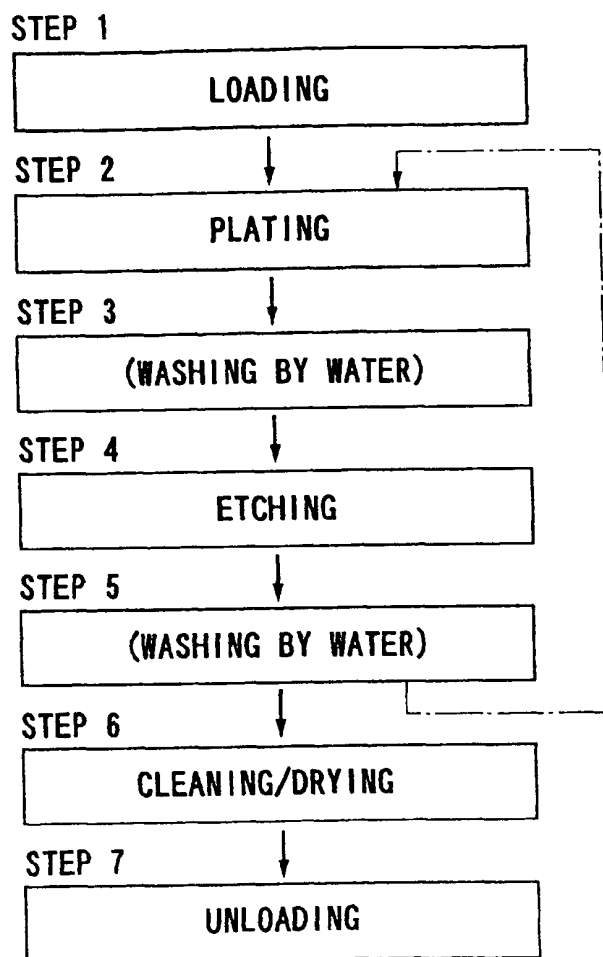 STEP 1
LOADING
STEP 2
PLATING
STEP 3
(WASHING BY WATER)
STEP 4
ETCHING
STEP 5
(WASHING BY WATER)
STEP 6
CLEANING/DRYING
STEP 7
UNLOADING